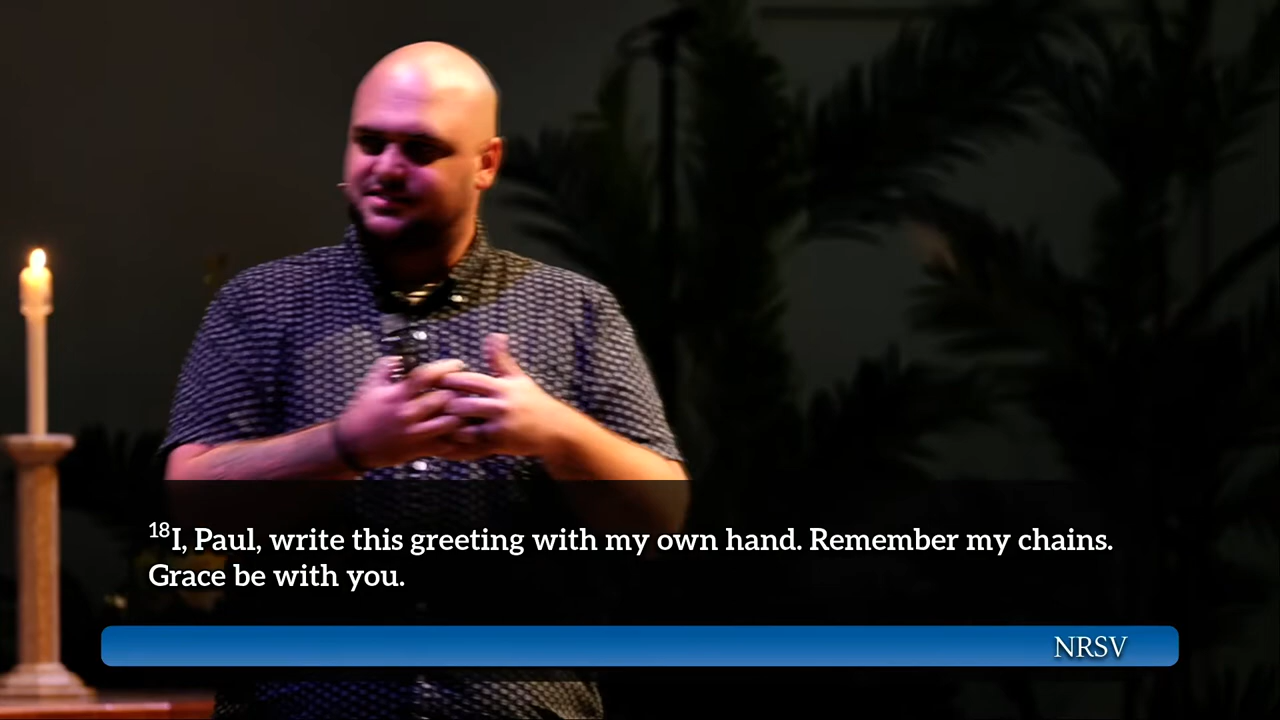 18I, Paul, write this greeting with my own hand. Remember my chains.
Grace be with you.
NRSV